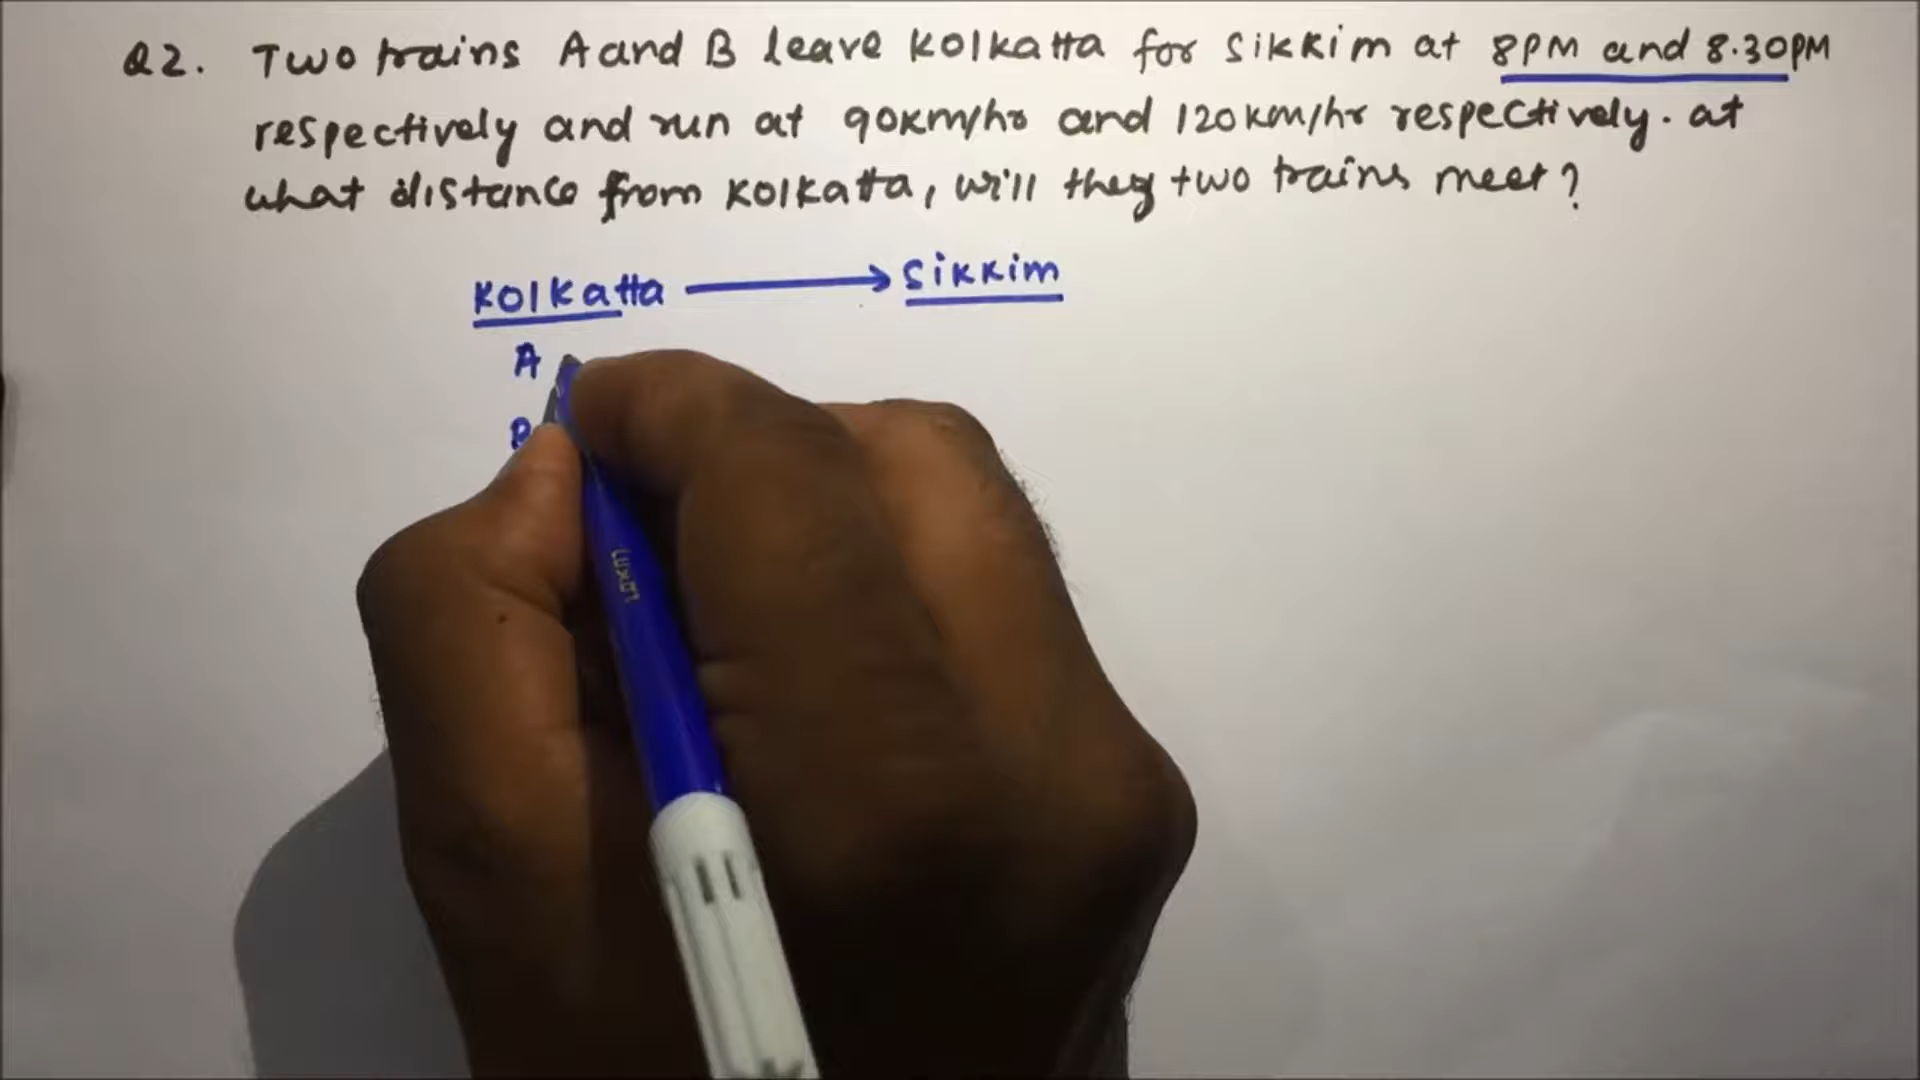 Q2. Two trains A and B leave Kolkatta for Sikkim at 8PM and 8.30PM
respectively and run at 90Km/hr and 120Km/hr respectively. at
what distance from Kolkatta, will they two trains meet?
Kolkatta → Sikkim
A
B
LUXOR